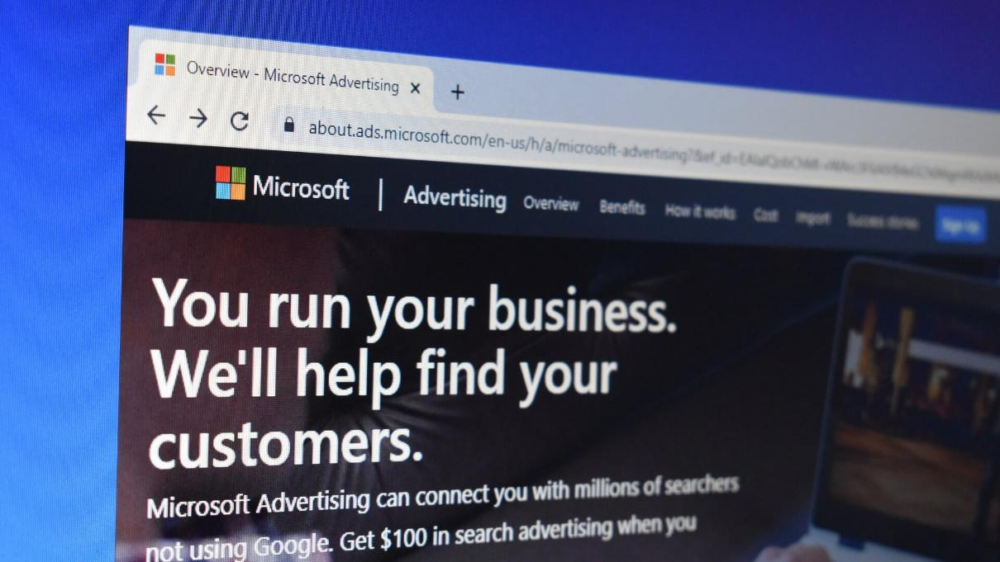 Overview - Microsoft Advertising
about.ads.microsoft.com/en-us/h/a/microsoft-advertising?&ef_id=
Microsoft | Advertising Overview Benefits How it works Cost Import Success stories Sign Up
You run your business.
We'll help find your
customers.
Microsoft Advertising can connect you with millions of searchers
not using Google. Get $100 in search advertising when you